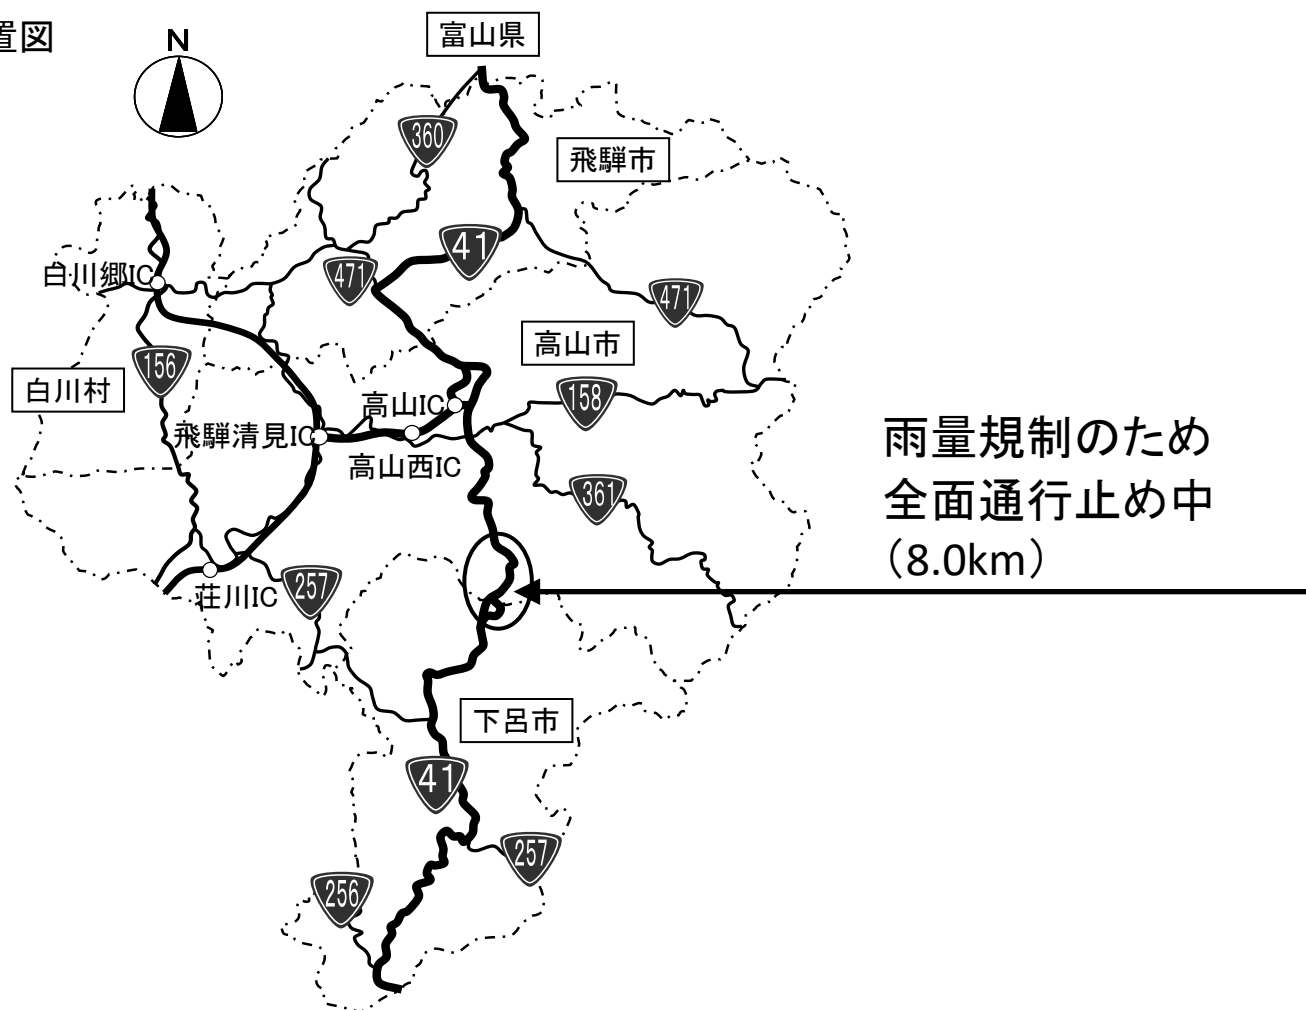 置図
N
富山県
360
飛騨市
41
471
白川郷IC
471
高山市
156
白川村
158
高山IC
飛騨清見IC
高山西IC
雨量規制のため
全面通行止め中
（8.0km）
361
荘川IC
257
下呂市
41
257
256